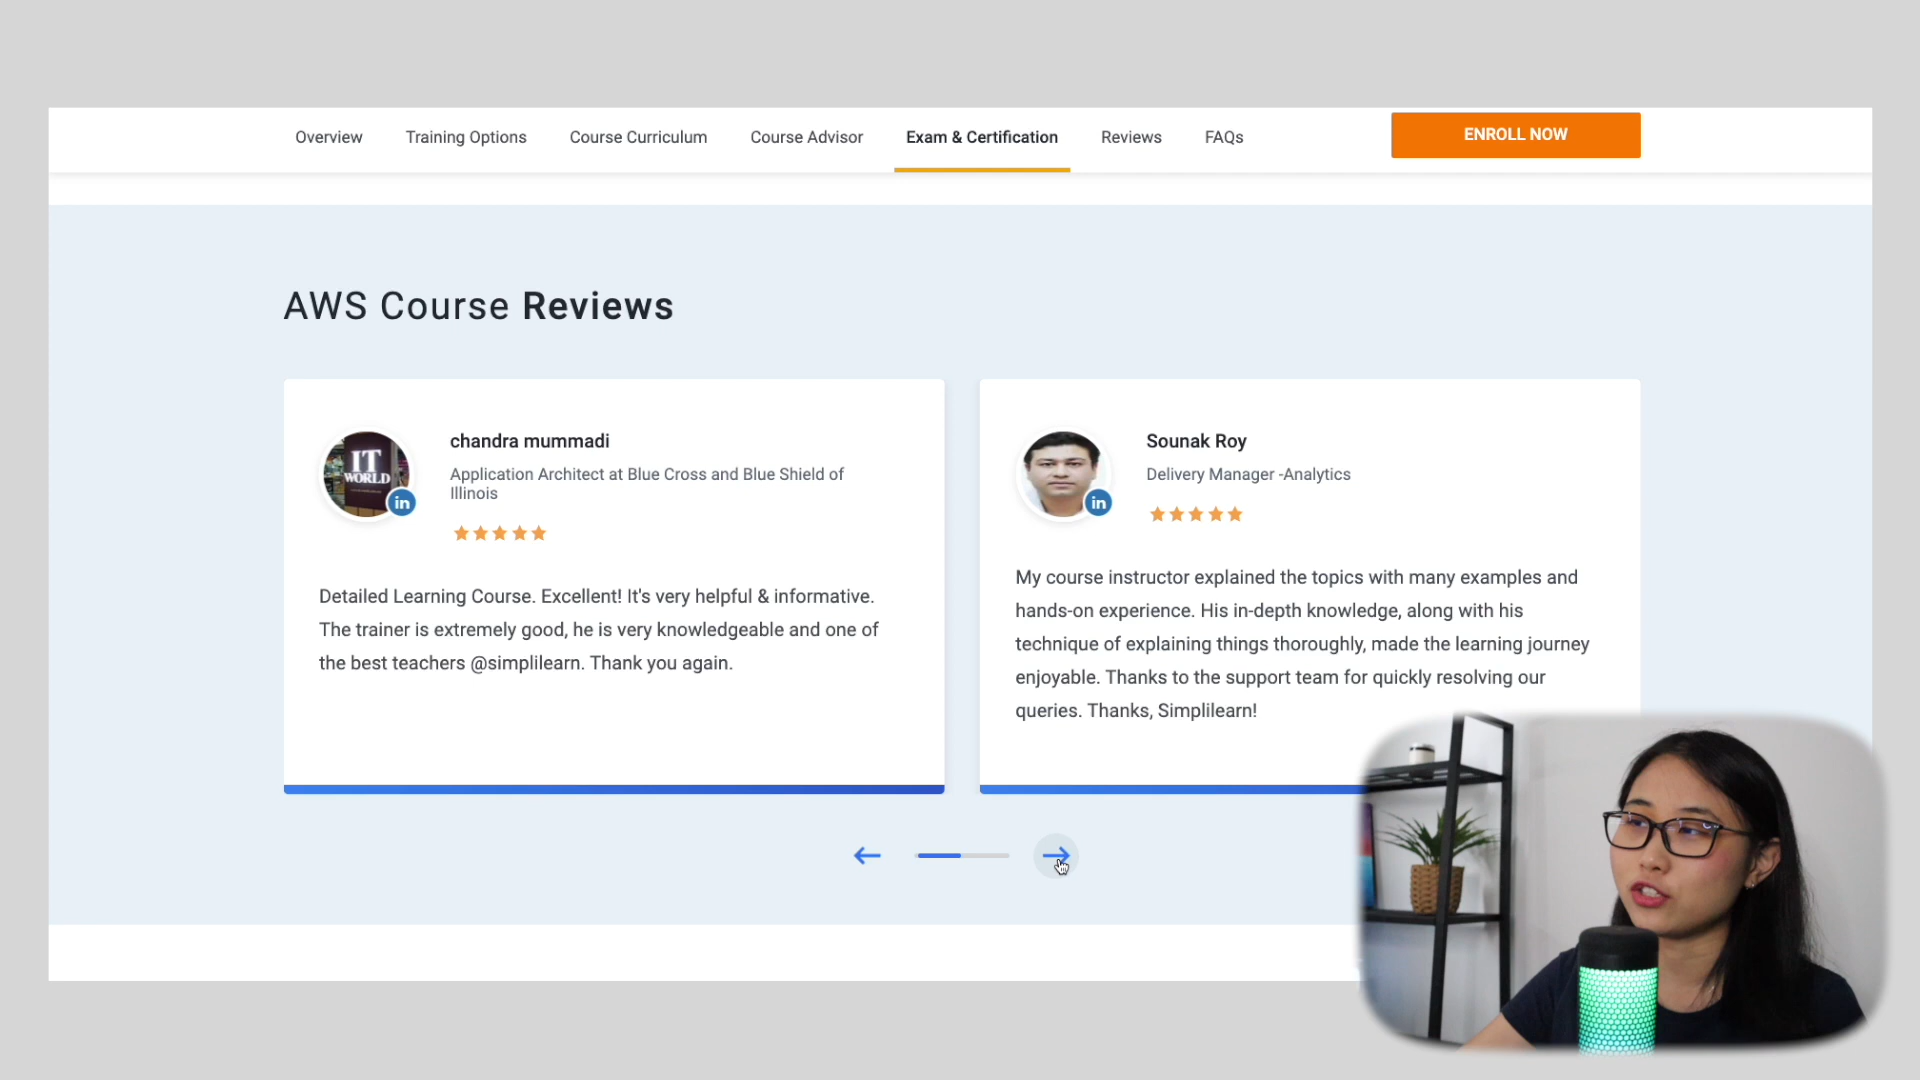 Overview Training Options Course Curriculum Course Advisor Exam & Certification Reviews FAQs ENROLL NOW
AWS Course Reviews
chandra mummadi
Application Architect at Blue Cross and Blue Shield of
Illinois
IT
WORLD
in
Detailed Learning Course. Excellent! It's very helpful & informative.
The trainer is extremely good, he is very knowledgeable and one of
the best teachers @simplilearn. Thank you again.
Sounak Roy
Delivery Manager -Analytics
in
My course instructor explained the topics with many examples and
hands-on experience. His in-depth knowledge, along with his
technique of explaining things thoroughly, made the learning journey
enjoyable. Thanks to the support team for quickly resolving our
queries. Thanks, Simplilearn!